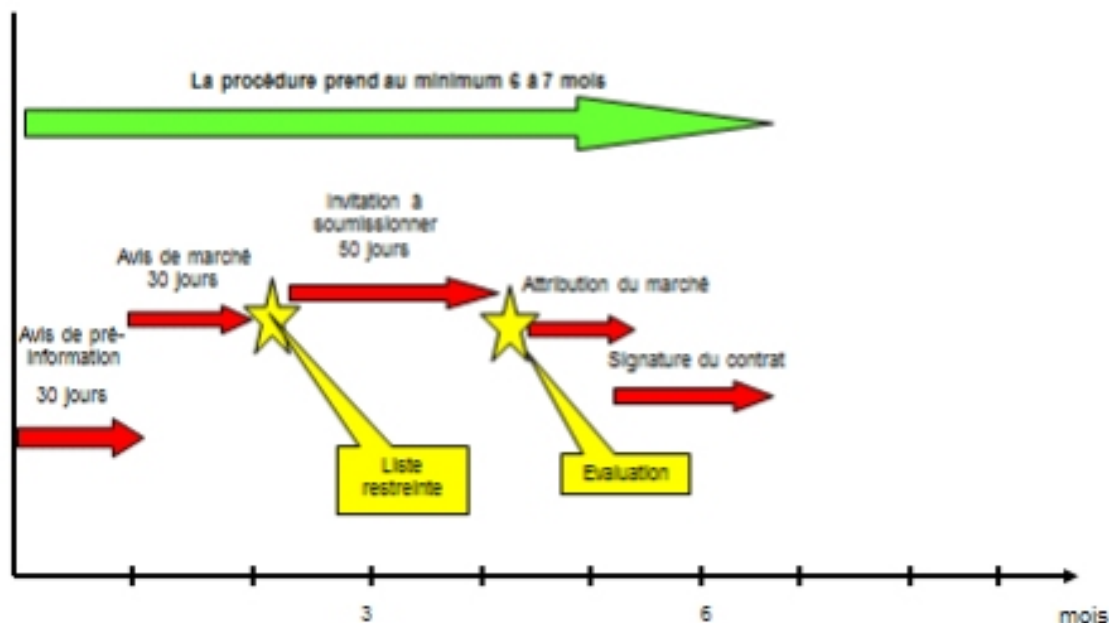 La procédure prend au minimum 6 à 7 mois
Invitation à
soumissionner
50 jours
Avis de marché
30 jours
Attribution du marché
Avis de pré-
information
30 jours
Signature du contrat
Liste
restreinte
Evaluation
3
6
mois